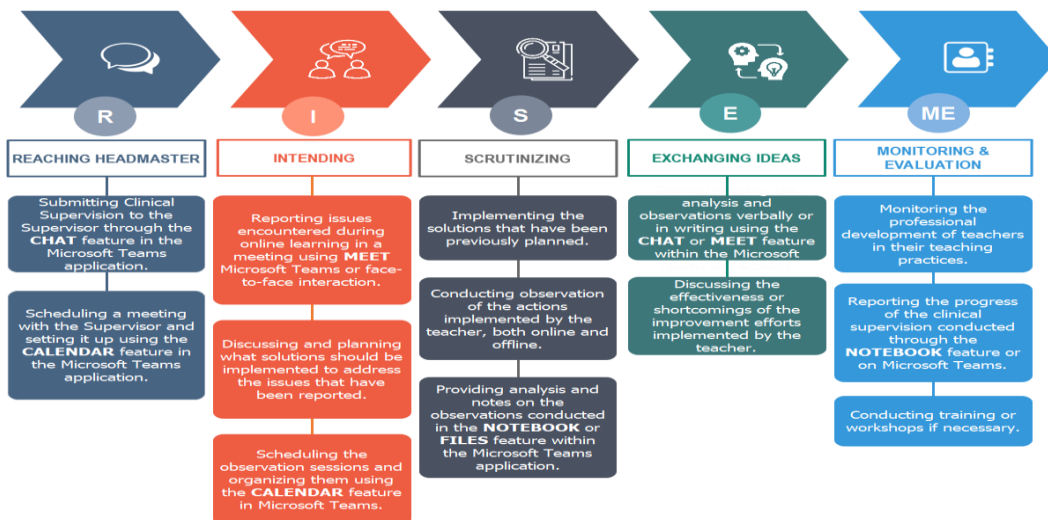 R
I
S
E
ME
REACHING HEADMASTER
INTENDING
SCRUTINIZING
EXCHANGING IDEAS
MONITORING &
EVALUATION
Submitting Clinical
Supervision to the
Supervisor through the
CHAT feature in the
Microsoft Teams
application.
Scheduling a meeting
with the Supervisor and
setting it up using the
CALENDAR feature in
the Microsoft Teams
application.
Reporting issues
encountered during
online learning in a
meeting using MEET
Microsoft Teams or face-
to-face interaction.
Discussing and planning
what solutions should be
implemented to address
the issues that have
been reported.
Scheduling the
observation sessions and
organizing them using
the CALENDAR feature
in Microsoft Teams.
Implementing the
solutions that have been
previously planned.
Conducting observation
of the actions
implemented by the
teacher, both online and
offline.
Providing analysis and
notes on the
observations conducted
in the NOTEBOOK or
FILES feature within
the Microsoft Teams
application.
analysis and
observations verbally or
in writing using the
CHAT or MEET feature
within the Microsoft
Discussing the
effectiveness or
shortcomings of the
improvement efforts
implemented by the
teacher.
Monitoring the
professional
development of teachers
in their teaching
practices.
Reporting the progress
of the clinical
supervision conducted
through the
NOTEBOOK feature or
on Microsoft Teams.
Conducting training or
workshops if necessary.